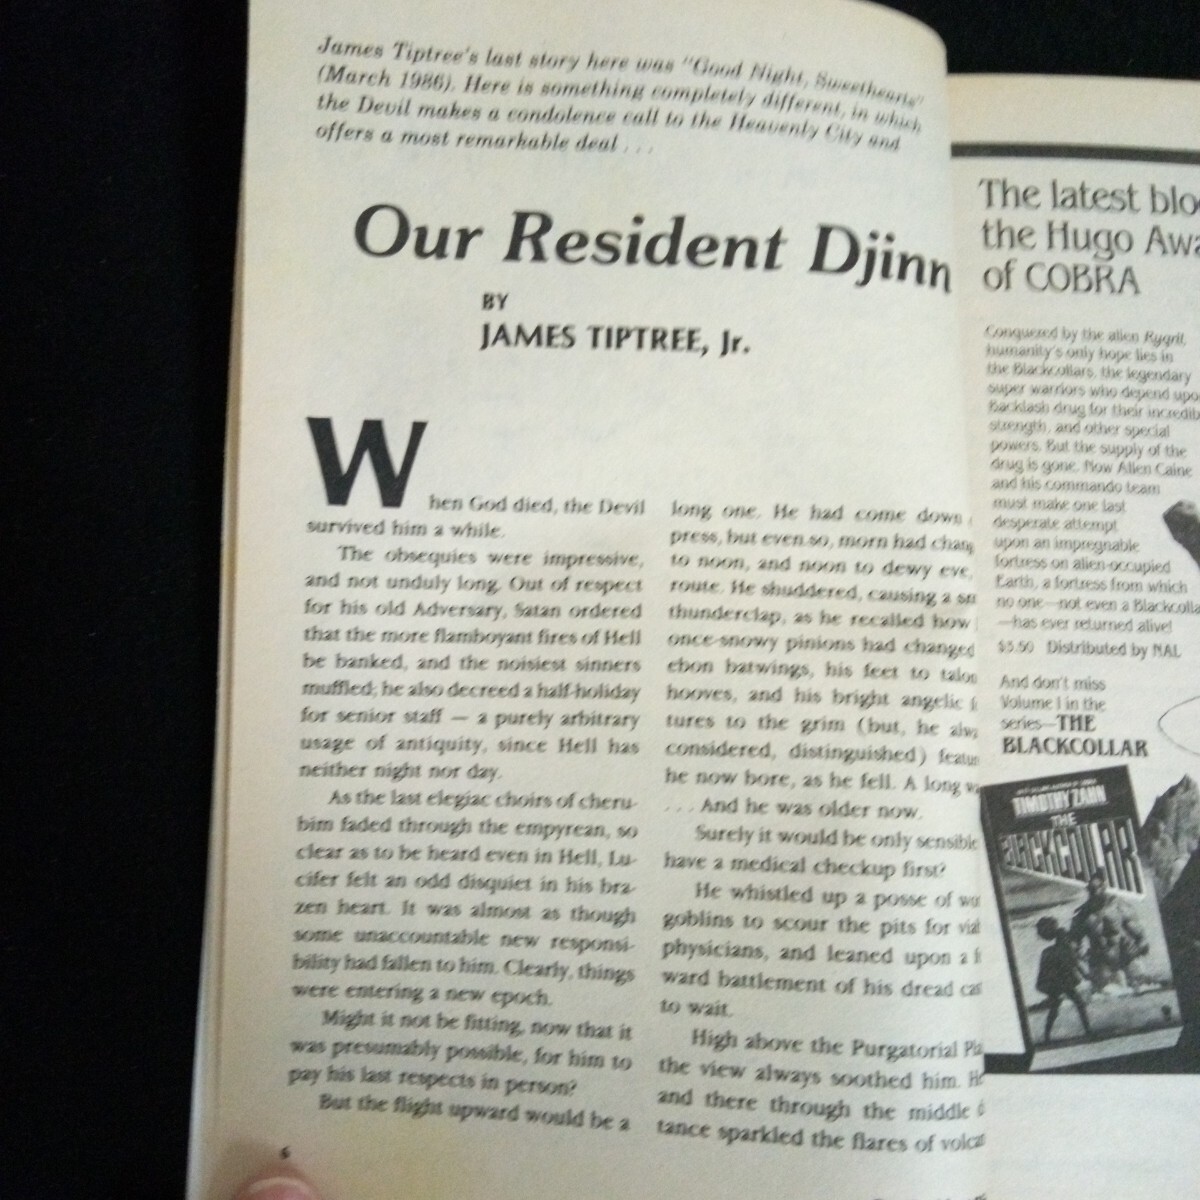 James Tiptree's last story here was "Good Night, Sweethearts"
(March 1986). Here is something completely different, in which
the Devil makes a condolence call to the Heavenly City and
offers a most remarkable deal . . .
Our Resident Djinn
BY
JAMES TIPTREE, Jr.
When God died, the Devil
survived him a while.
The obsequies were impressive,
and not unduly long. Out of respect
for his old Adversary, Satan ordered
that the more flamboyant fires of Hell
be banked, and the noisiest sinners
muffled; he also decreed a half-holiday
for senior staff — a purely arbitrary
usage of antiquity, since Hell has
neither night nor day.
As the last elegiac choirs of cheru-
bim faded through the empyrean, so
clear as to be heard even in Hell, Lu-
cifer felt an odd disquiet in his bra-
zen heart. It was almost as though
some unaccountable new responsi-
bility had fallen to him. Clearly, things
were entering a new epoch.
Might it not be fitting, now that it
was presumably possible, for him to
pay his last respects in person?
But the flight upward would be a
long one. He had come down
press, but even so, morn had
to noon, and noon to dewy eve,
route. He shuddered, causing a
thunderclap, as he recalled how
once-snowy pinions had changed
ebon batwings, his feet to
hooves, and his bright angelic
tures to the grim (but, he
considered, distinguished)
he now bore, as he fell. A long
. . . And he was older now.
Surely it would be only sensible
have a medical checkup first?
He whistled up a posse of
goblins to scour the pits for
physicians, and leaned upon a
ward battlement of his dread
to wait.
High above the Purgatorial
the view always soothed him.
and there through the middle
tance sparkled the flares of
6
The latest
the Hugo
of COBRA
Conquered by the alien Ryqril,
humanity's only hope lies in
the Blackcollars, the legendary
super warriors who depend
Backlash drug for their
strength, and other special
powers. But the supply of the
drug is gone. Now Allen Caine
and his commando team
must make one last
desperate attempt
upon an impregnable
fortress on alien-occupied
Earth, a fortress from which
no one—not even a
—has ever returned alive!
$3.50 Distributed by NAL
And don't miss
Volume I in the
series—THE
BLACKCOLLAR
TIMOTHY ZAHN
THE
BLACKCOLLAR